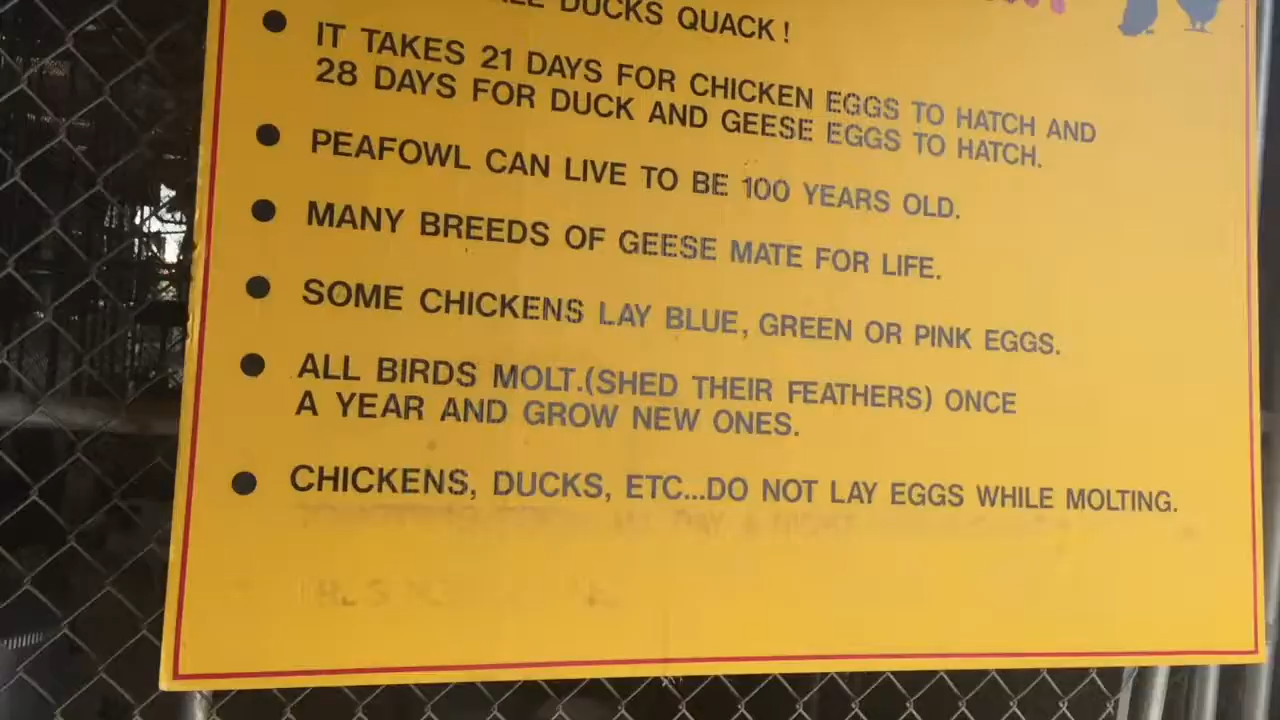 DUCKS QUACK!
● IT TAKES 21 DAYS FOR CHICKEN EGGS TO HATCH AND
28 DAYS FOR DUCK AND GEESE EGGS TO HATCH.
● PEAFOWL CAN LIVE TO BE 100 YEARS OLD.
● MANY BREEDS OF GEESE MATE FOR LIFE.
● SOME CHICKENS LAY BLUE, GREEN OR PINK EGGS.
● ALL BIRDS MOLT.(SHED THEIR FEATHERS) ONCE
A YEAR AND GROW NEW ONES.
● CHICKENS, DUCKS, ETC...DO NOT LAY EGGS WHILE MOLTING.